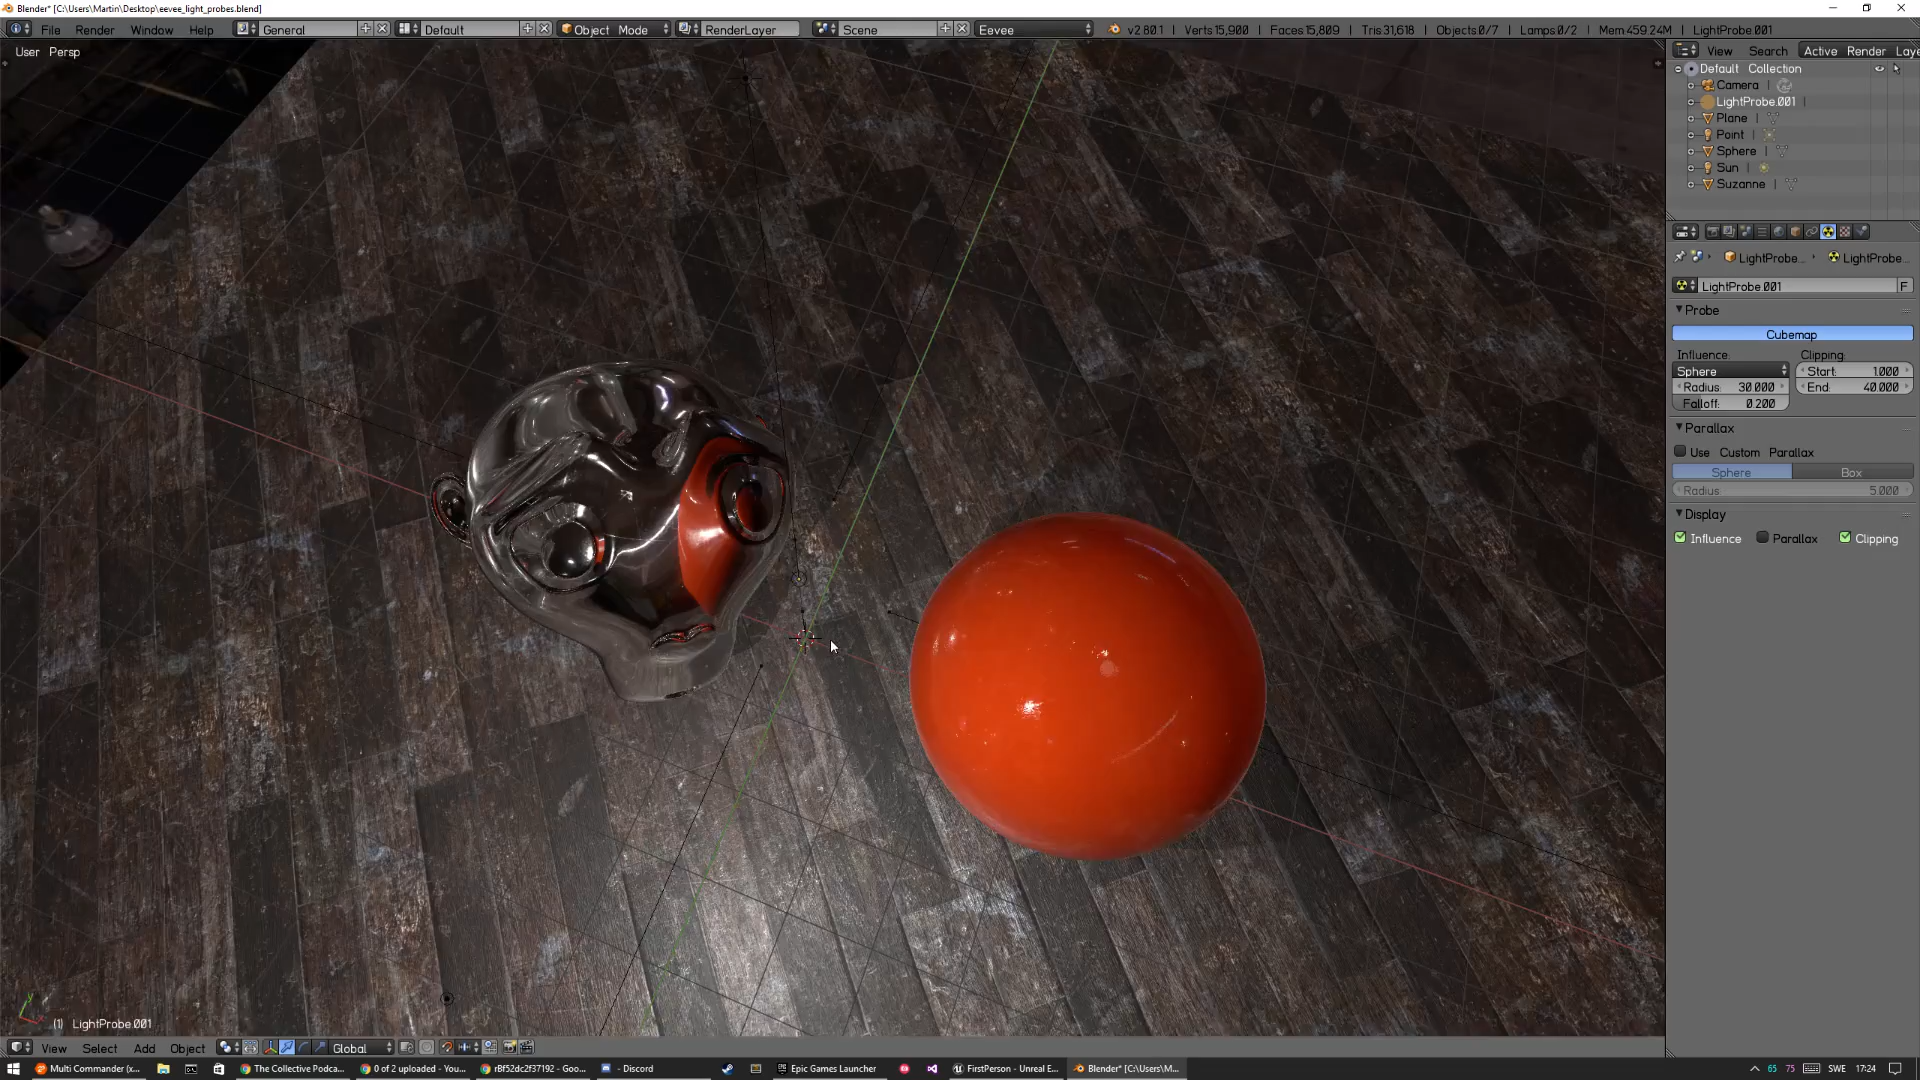 Blender* [C:\Users\Martin\Desktop\eevee_light_probes.blend]
File Render Window Help General Default Object Mode RenderLayer Scene Eevee v2.80.1 | Verts:15,900 | Faces:15,809 | Tris:31,618 | Objects:0/7 | Lamps:0/2 | Mem:459.24M | LightProbe.001
User Persp
View Search Active Render Laye
Default Collection
Camera
LightProbe.001
Plane
Point
Sphere
Sun
Suzanne
LightProbe... LightProbe...
LightProbe.001 F
Probe
Cubemap
Influence: Clipping:
Sphere Start: 1.000
Radius: 30.000 End: 40.000
Falloff: 0.200
Parallax
Use Custom Parallax
Sphere Box
Radius 5.000
Display
Influence Parallax Clipping
(1) LightProbe.001
View Select Add Object Global
Multi Commander (x... The Collective Podca... 0 of 2 uploaded - You... rBf52dc2f37192 - Goo... - Discord Epic Games Launcher FirstPerson - Unreal E... Blender* [C:\Users\M... 65 75 SWE 17:24